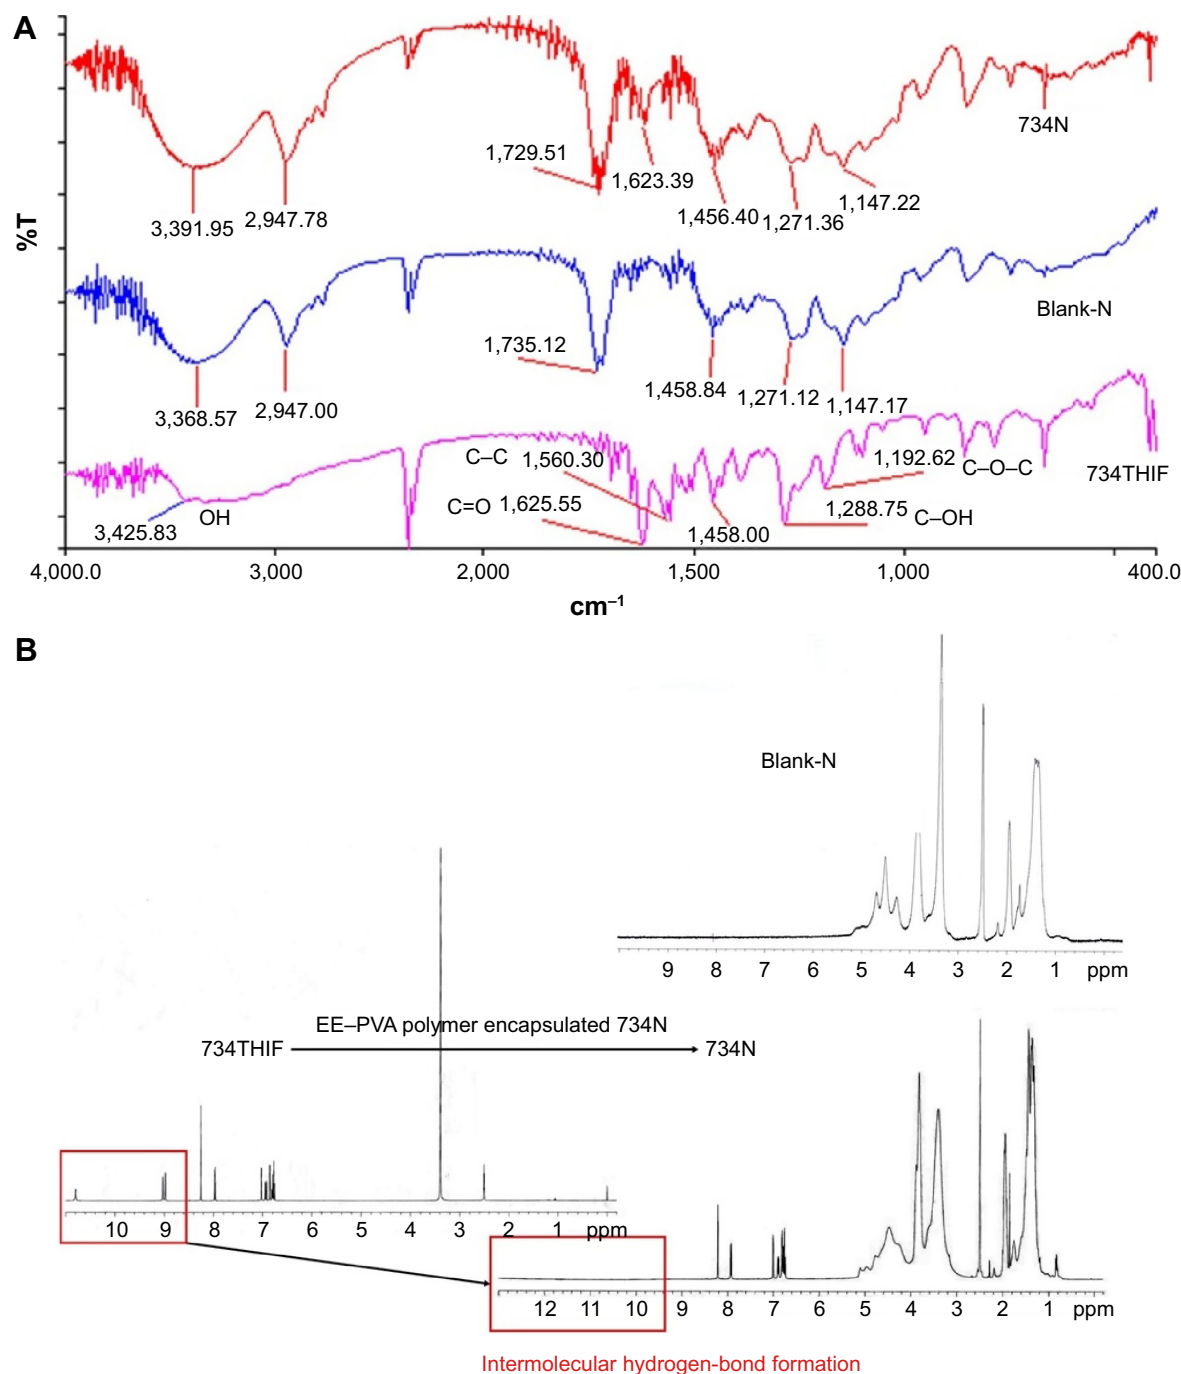 A
%T
734N
1,729.51
1,623.39
1,456.40
1,271.36
1,147.22
3,391.95
2,947.78
Blank-N
1,735.12
1,458.84
1,271.12
1,147.17
3,368.57
2,947.00
C–C
1,560.30
1,192.62
C–O–C
734THIF
C=O
1,625.55
1,288.75
C–OH
3,425.83
OH
1,458.00
4,000.0
3,000
2,000
1,500
1,000
400.0
cm–1
B
Blank-N
9 8 7 6 5 4 3 2 1 ppm
EE–PVA polymer encapsulated 734N
734THIF
734N
10 9 8 7 6 5 4 3 2 1 ppm
12 11 10 9 8 7 6 5 4 3 2 1 ppm
Intermolecular hydrogen-bond formation